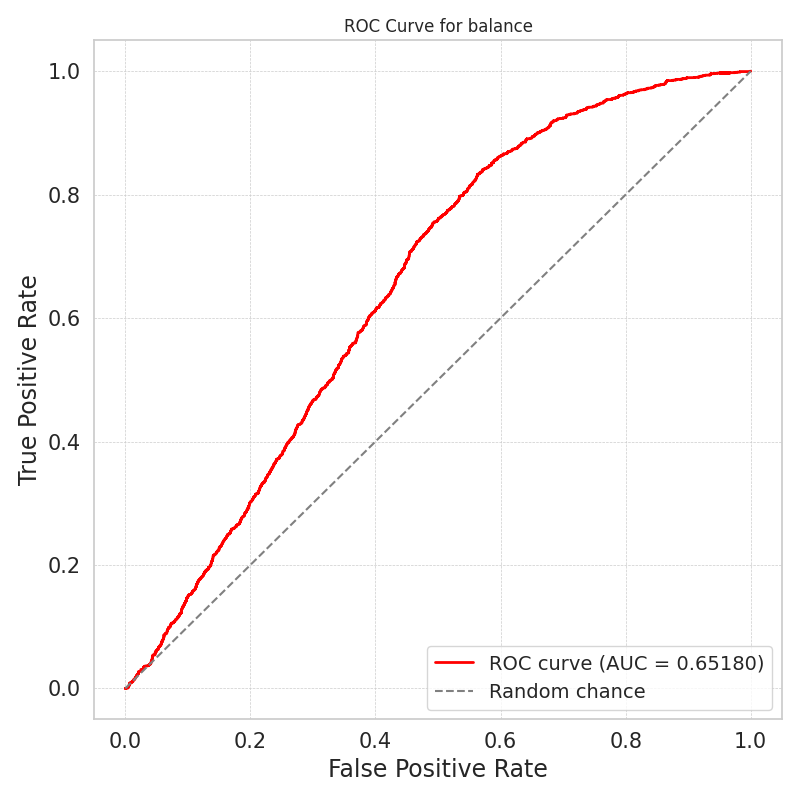 ROC Curve for balance
1.0
0.8
0.6
0.4
0.2
0.0
True Positive Rate
0.0 0.2 0.4 0.6 0.8 1.0
False Positive Rate
ROC curve (AUC = 0.65180)
Random chance